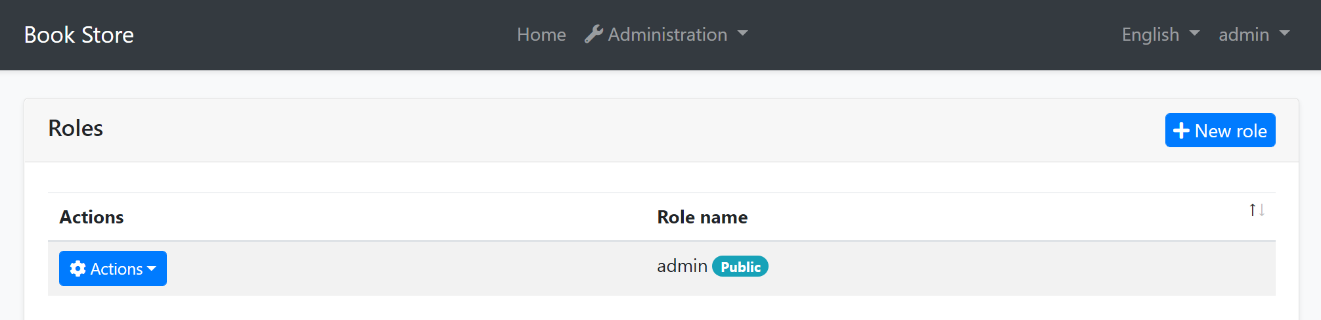 Book Store Home Administration English admin
Roles New role
Actions Role name
Actions admin Public